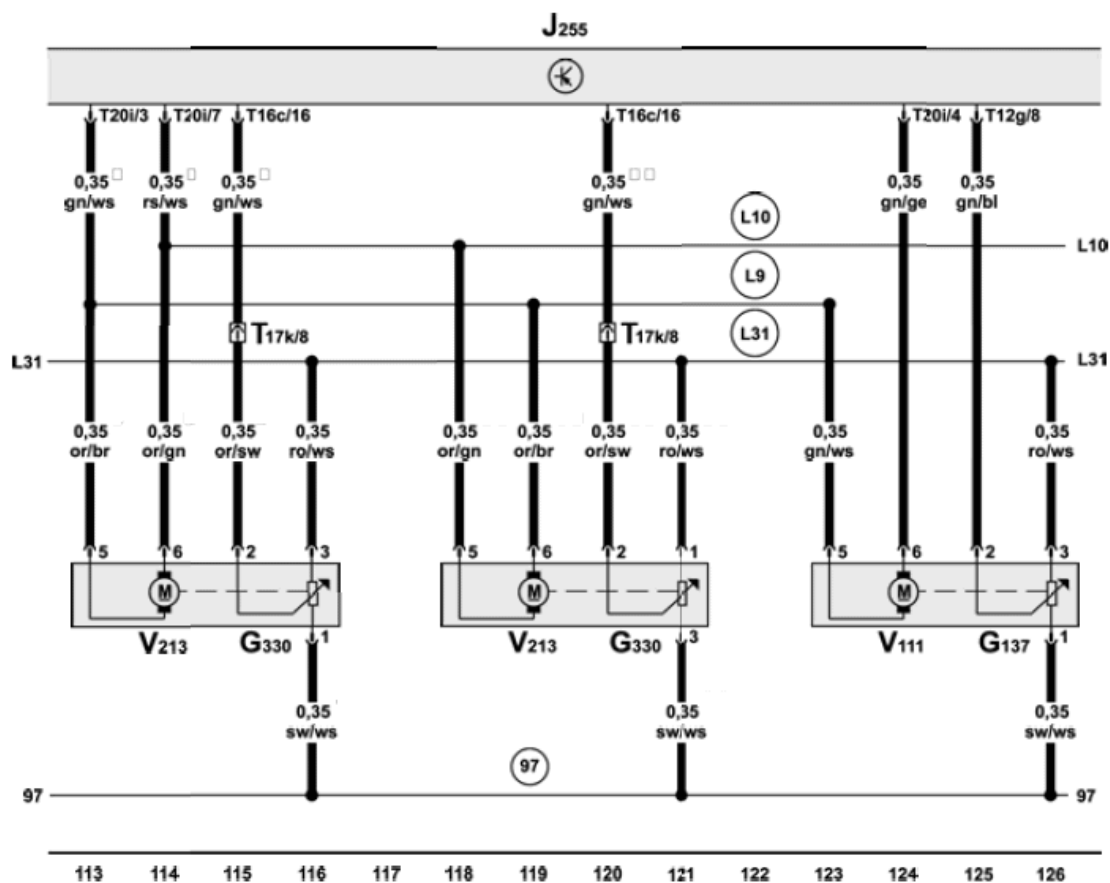 J255
T20i/3 T20i/7 T16c/16 T16c/16 T20i/4 T12g/8
0,35 0,35 0,35 0,35 0,35 0,35
gn/ws rs/ws gn/ws gn/ws gn/ge gn/bl
L10
L10
L9
T17k/8 T17k/8 L31
L31 L31
0,35 0,35 0,35 0,35 0,35 0,35 0,35 0,35 0,35 0,35
or/br or/gn or/sw ro/ws or/gn or/br or/sw ro/ws gn/ws ro/ws
5 6 2 3 5 6 2 1 5 6 2 3
M M M
V213 G330 1 V213 G330 3 V111 G137 1
0,35 0,35 0,35
sw/ws sw/ws sw/ws
97
97 97
113 114 115 116 117 118 119 120 121 122 123 124 125 126